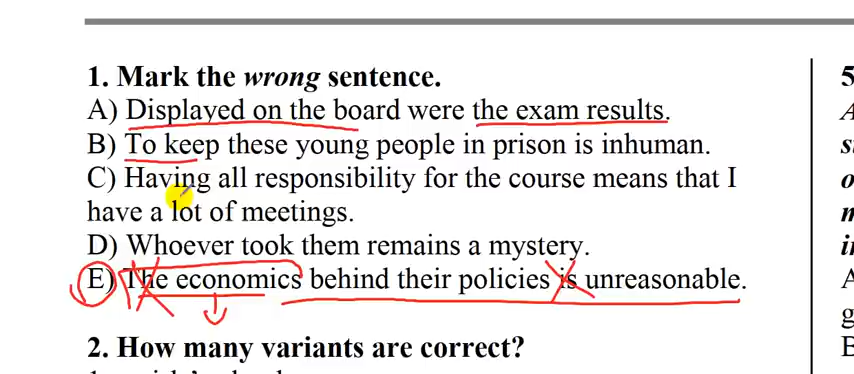 1. Mark the wrong sentence.
A) Displayed on the board were the exam results.
B) To keep these young people in prison is inhuman.
C) Having all responsibility for the course means that I
have a lot of meetings.
D) Whoever took them remains a mystery.
E) The economics behind their policies is unreasonable.
2. How many variants are correct?
5